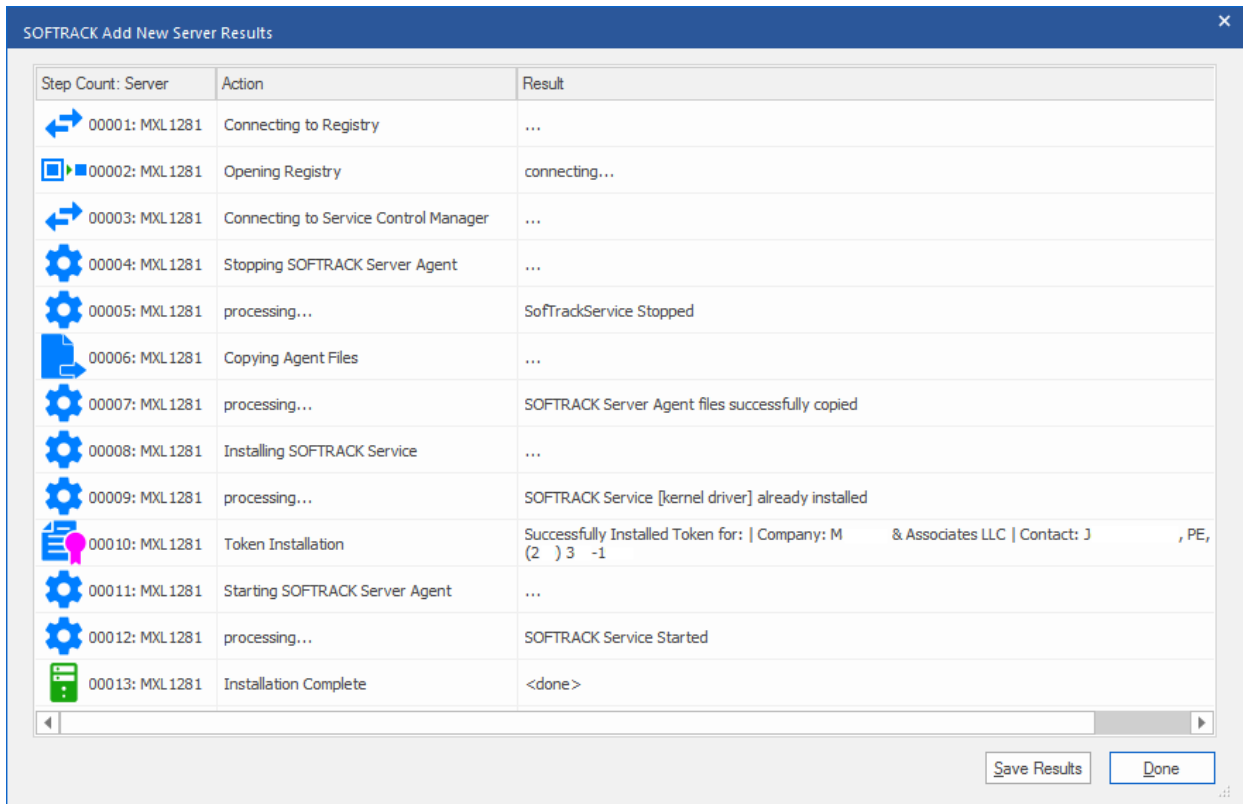 SOFTRACK Add New Server Results
Step Count: Server Action Result
00001: MXL1281 Connecting to Registry ...
00002: MXL1281 Opening Registry connecting...
00003: MXL1281 Connecting to Service Control Manager ...
00004: MXL1281 Stopping SOFTRACK Server Agent ...
00005: MXL1281 processing... SofTrackService Stopped
00006: MXL1281 Copying Agent Files ...
00007: MXL1281 processing... SOFTRACK Server Agent files successfully copied
00008: MXL1281 Installing SOFTRACK Service ...
00009: MXL1281 processing... SOFTRACK Service [kernel driver] already installed
00010: MXL1281 Token Installation Successfully Installed Token for: | Company: M & Associates LLC | Contact: J , PE,
(2 ) 3 -1
00011: MXL1281 Starting SOFTRACK Server Agent ...
00012: MXL1281 processing... SOFTRACK Service Started
00013: MXL1281 Installation Complete <done>
Save Results Done